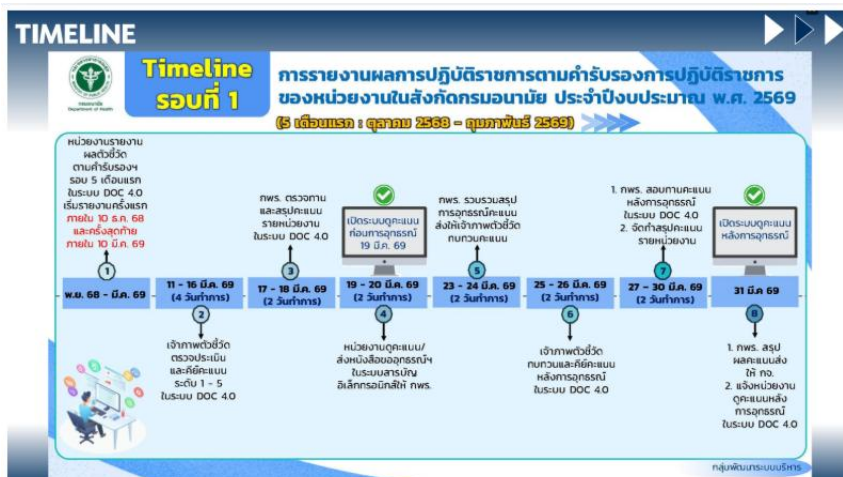 TIMELINE
Timeline
รอบที่ 1
การรายงานผลการปฏิบัติราชการตามคำรับรองการปฏิบัติราชการ
ของหน่วยงานในสังกัดกรมอนามัย ประจำปีงบประมาณ พ.ศ. 2569
(5 เดือนแรก : ตุลาคม 2568 - กุมภาพันธ์ 2569)
กรมอนามัย
Department of Health
หน่วยงานรายงาน
ผลตัวชี้วัด
ตามคำรับรองฯ
รอบ 5 เดือนแรก
ในระบบ DOC 4.0
เริ่มรายงานครั้งแรก
ภายใน 10 ธ.ค. 68
และครั้งสุดท้าย
ภายใน 10 มี.ค. 69
1
พ.ย. 68 - มี.ค. 69
11 - 16 มี.ค. 69
(4 วันทำการ)
2
เจ้าภาพตัวชี้วัด
ตรวจประเมิน
และคีย์คะแนน
ระดับ 1 - 5
ในระบบ DOC 4.0
กพร. ตรวจทาน
และสรุปคะแนน
รายหน่วยงาน
ในระบบ DOC 4.0
3
17 - 18 มี.ค. 69
(2 วันทำการ)
เปิดระบบดูคะแนน
ก่อนการอุทธรณ์
19 มี.ค. 69
19 - 20 มี.ค. 69
(2 วันทำการ)
4
หน่วยงานดูคะแนน/
ส่งหนังสือขออุทธรณ์ฯ
ในระบบสารบัญ
อิเล็กทรอนิกส์ให้ กพร.
กพร. รวบรวมสรุป
การอุทธรณ์คะแนน
ส่งให้เจ้าภาพตัวชี้วัด
ทบทวนคะแนน
5
23 - 24 มี.ค. 69
(2 วันทำการ)
25 - 26 มี.ค. 69
(2 วันทำการ)
6
เจ้าภาพตัวชี้วัด
ทบทวนและคีย์คะแนน
หลังการอุทธรณ์
ในระบบ DOC 4.0
1. กพร. สอบทานคะแนน
หลังการอุทธรณ์
ในระบบ DOC 4.0
2. จัดทำสรุปคะแนน
รายหน่วยงาน
7
27 - 30 มี.ค. 69
(2 วันทำการ)
เปิดระบบดูคะแนน
หลังการอุทธรณ์
31 มี.ค 69
8
1. กพร. สรุป
ผลคะแนนส่ง
ให้ กจ.
2. แจ้งหน่วยงาน
ดูคะแนนหลัง
การอุทธรณ์
ในระบบ DOC 4.0
กลุ่มพัฒนาระบบบริหาร